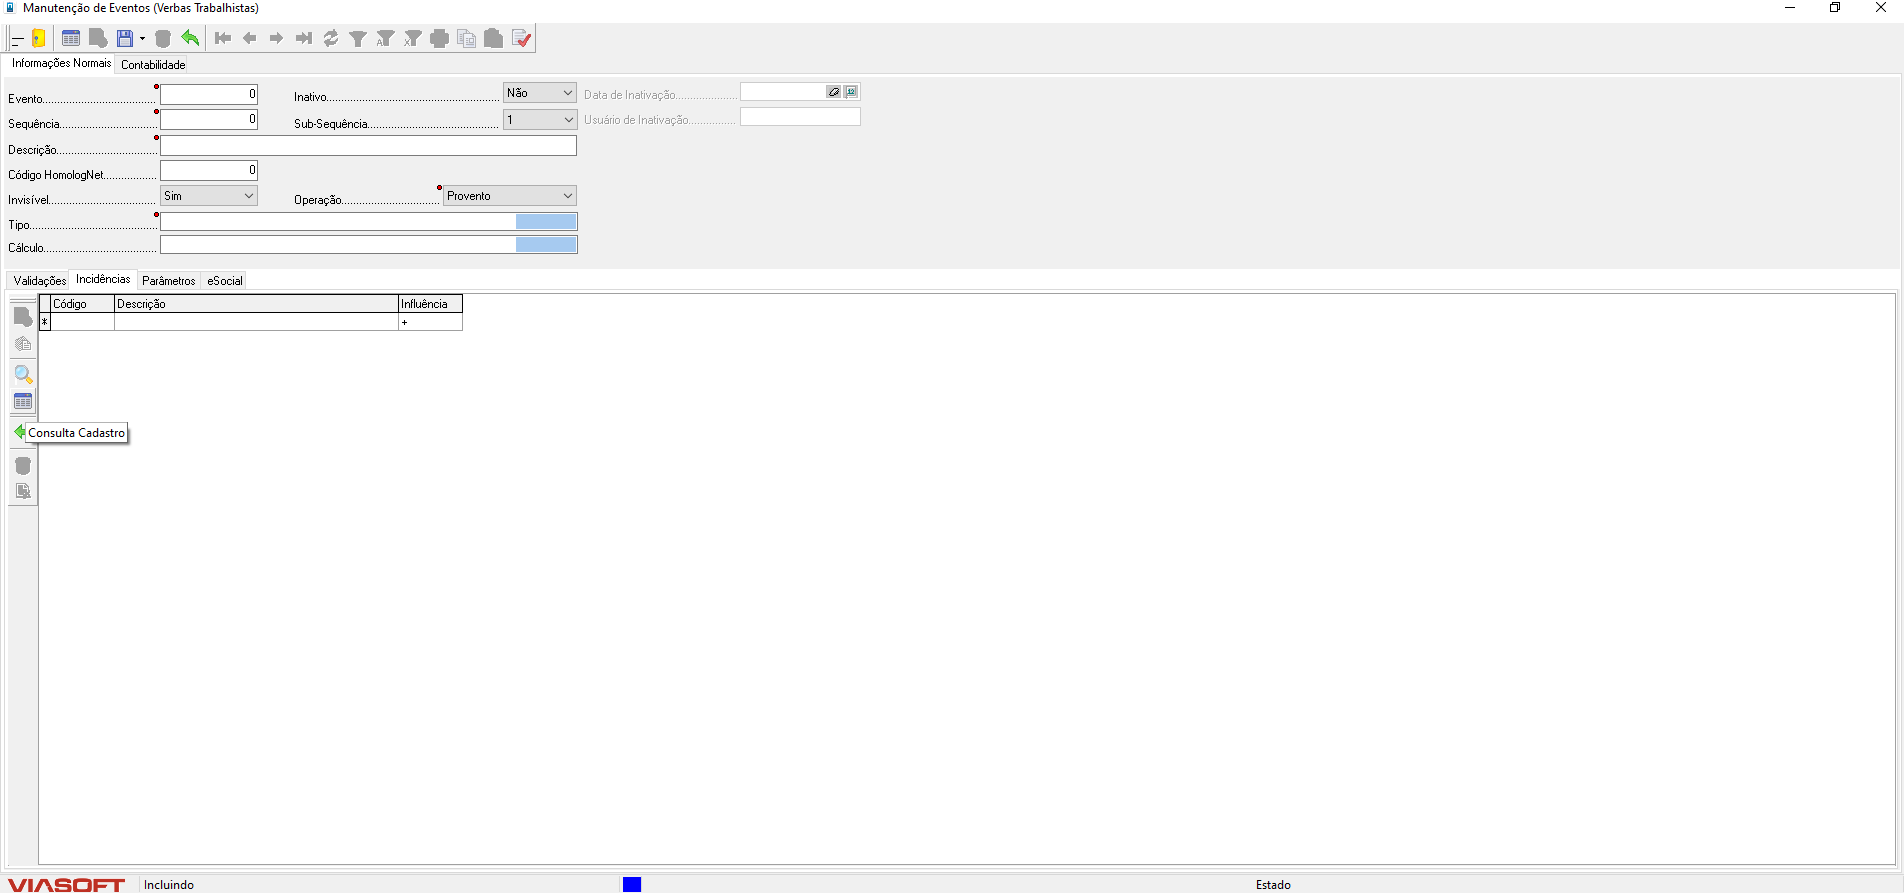 Manutenção de Eventos (Verbas Trabalhistas)
Informações Normais Contabilidade
Evento 0 Inativo Não Data de Inativação
Sequência 0 Sub-Sequência 1 Usuário de Inativação
Descrição
Código HomologNet 0
Invisível Sim Operação Provento
Tipo
Cálculo
Validações Incidências Parâmetros eSocial
Código Descrição Influência
* +
Consulta Cadastro
VIASOFT Incluindo Estado